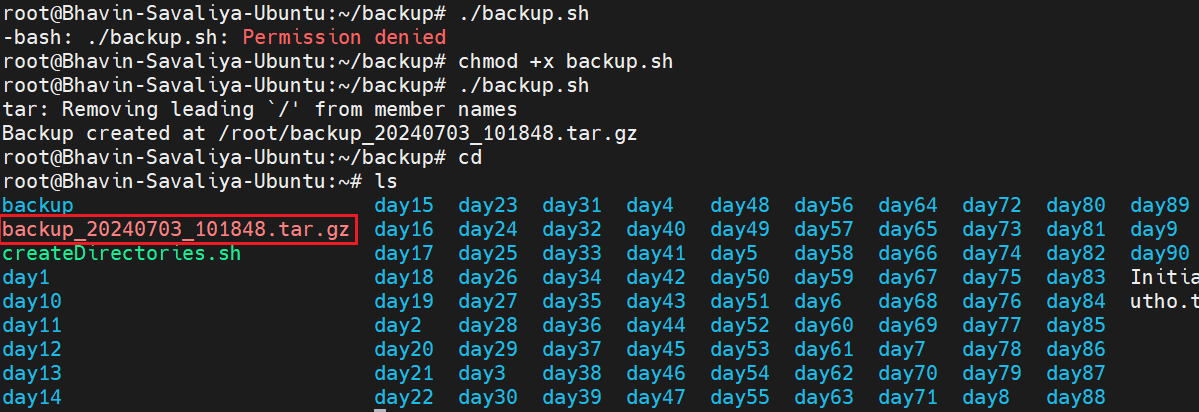 root@Bhavin-Savaliya-Ubuntu:~/backup# ./backup.sh
-bash: ./backup.sh: Permission denied
root@Bhavin-Savaliya-Ubuntu:~/backup# chmod +x backup.sh
root@Bhavin-Savaliya-Ubuntu:~/backup# ./backup.sh
tar: Removing leading `/' from member names
Backup created at /root/backup_20240703_101848.tar.gz
root@Bhavin-Savaliya-Ubuntu:~/backup# cd
root@Bhavin-Savaliya-Ubuntu:~# ls
backup day15 day23 day31 day4 day48 day56 day64 day72 day80 day89
backup_20240703_101848.tar.gz day16 day24 day32 day40 day49 day57 day65 day73 day81 day9
createDirectories.sh day17 day25 day33 day41 day5 day58 day66 day74 day82 day90
day1 day18 day26 day34 day42 day50 day59 day67 day75 day83 Initia
day10 day19 day27 day35 day43 day51 day6 day68 day76 day84 utho.t
day11 day2 day28 day36 day44 day52 day60 day69 day77 day85
day12 day20 day29 day37 day45 day53 day61 day7 day78 day86
day13 day21 day3 day38 day46 day54 day62 day70 day79 day87
day14 day22 day30 day39 day47 day55 day63 day71 day8 day88